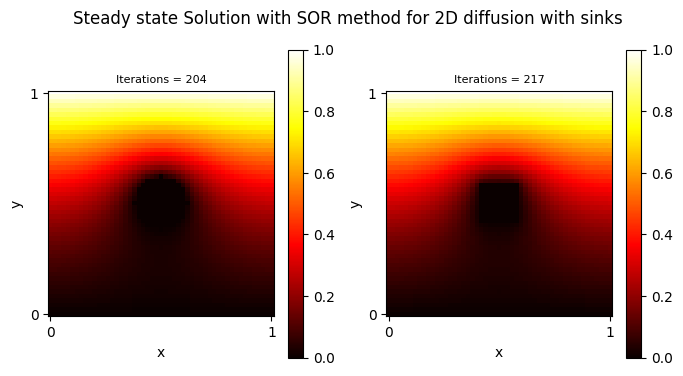 Steady state Solution with SOR method for 2D diffusion with sinks
Iterations = 204
1
0
y
0
1
x
1.0
0.8
0.6
0.4
0.2
0.0
Iterations = 217
1
0
y
0
1
x
1.0
0.8
0.6
0.4
0.2
0.0